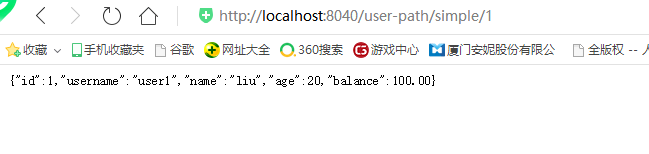 http://localhost:8040/user-path/simple/1
收藏 手机收藏夹 谷歌 网址大全 360搜索 游戏中心 厦门安妮股份有限公 全版权 -- 人
{"id":1,"username":"user1","name":"liu","age":20,"balance":100.00}